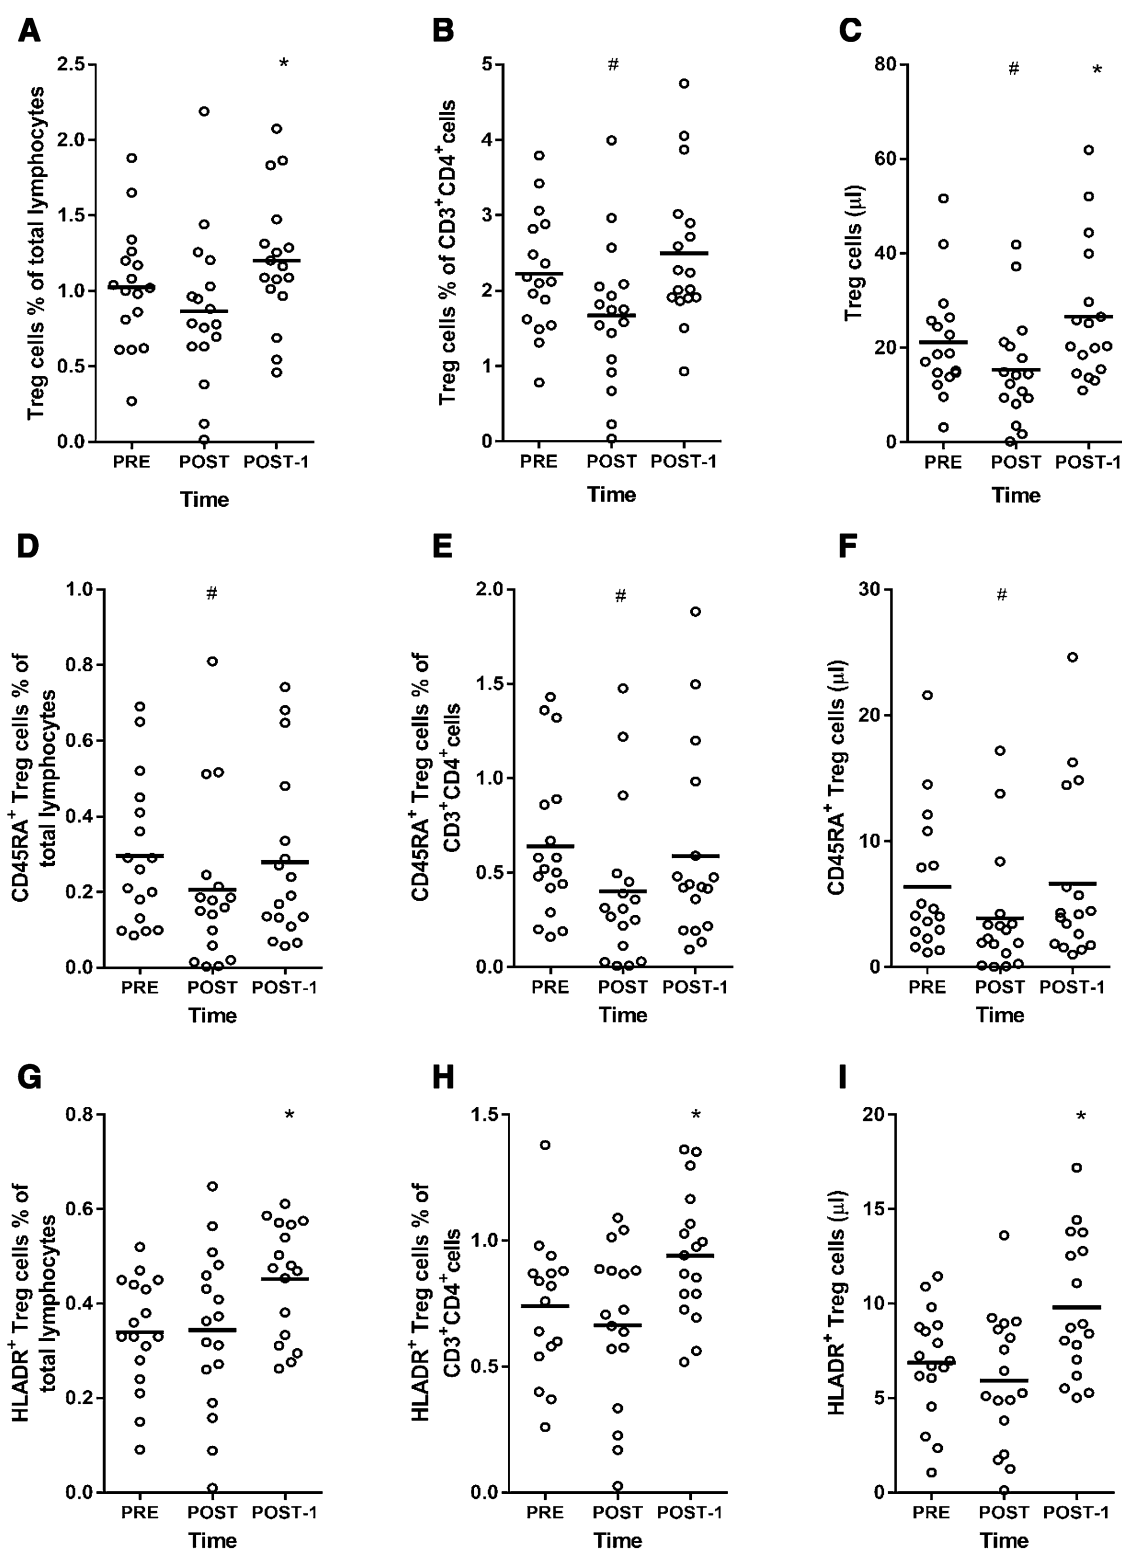 A
B
C
2.5
2.0
1.5
1.0
0.5
0.0
Treg cells % of total lymphocytes
*
PRE
POST
POST-1
Time
5
4
3
2
1
0
Treg cells % of CD3+CD4+cells
#
PRE
POST
POST-1
Time
80
60
40
20
0
Treg cells (µl)
#
*
PRE
POST
POST-1
Time
D
E
F
1.0
0.8
0.6
0.4
0.2
0.0
CD45RA+ Treg cells % of
total lymphocytes
#
PRE
POST
POST-1
Time
2.0
1.5
1.0
0.5
0.0
CD45RA+ Treg cells % of
CD3+CD4+cells
#
PRE
POST
POST-1
Time
30
20
10
0
CD45RA+ Treg cells (µl)
#
PRE
POST
POST-1
Time
G
H
I
0.8
0.6
0.4
0.2
0.0
HLADR+ Treg cells % of
total lymphocytes
*
PRE
POST
POST-1
Time
1.5
1.0
0.5
0.0
HLADR+ Treg cells % of
CD3+CD4+cells
*
PRE
POST
POST-1
Time
20
15
10
5
0
HLADR+ Treg cells (µl)
*
PRE
POST
POST-1
Time